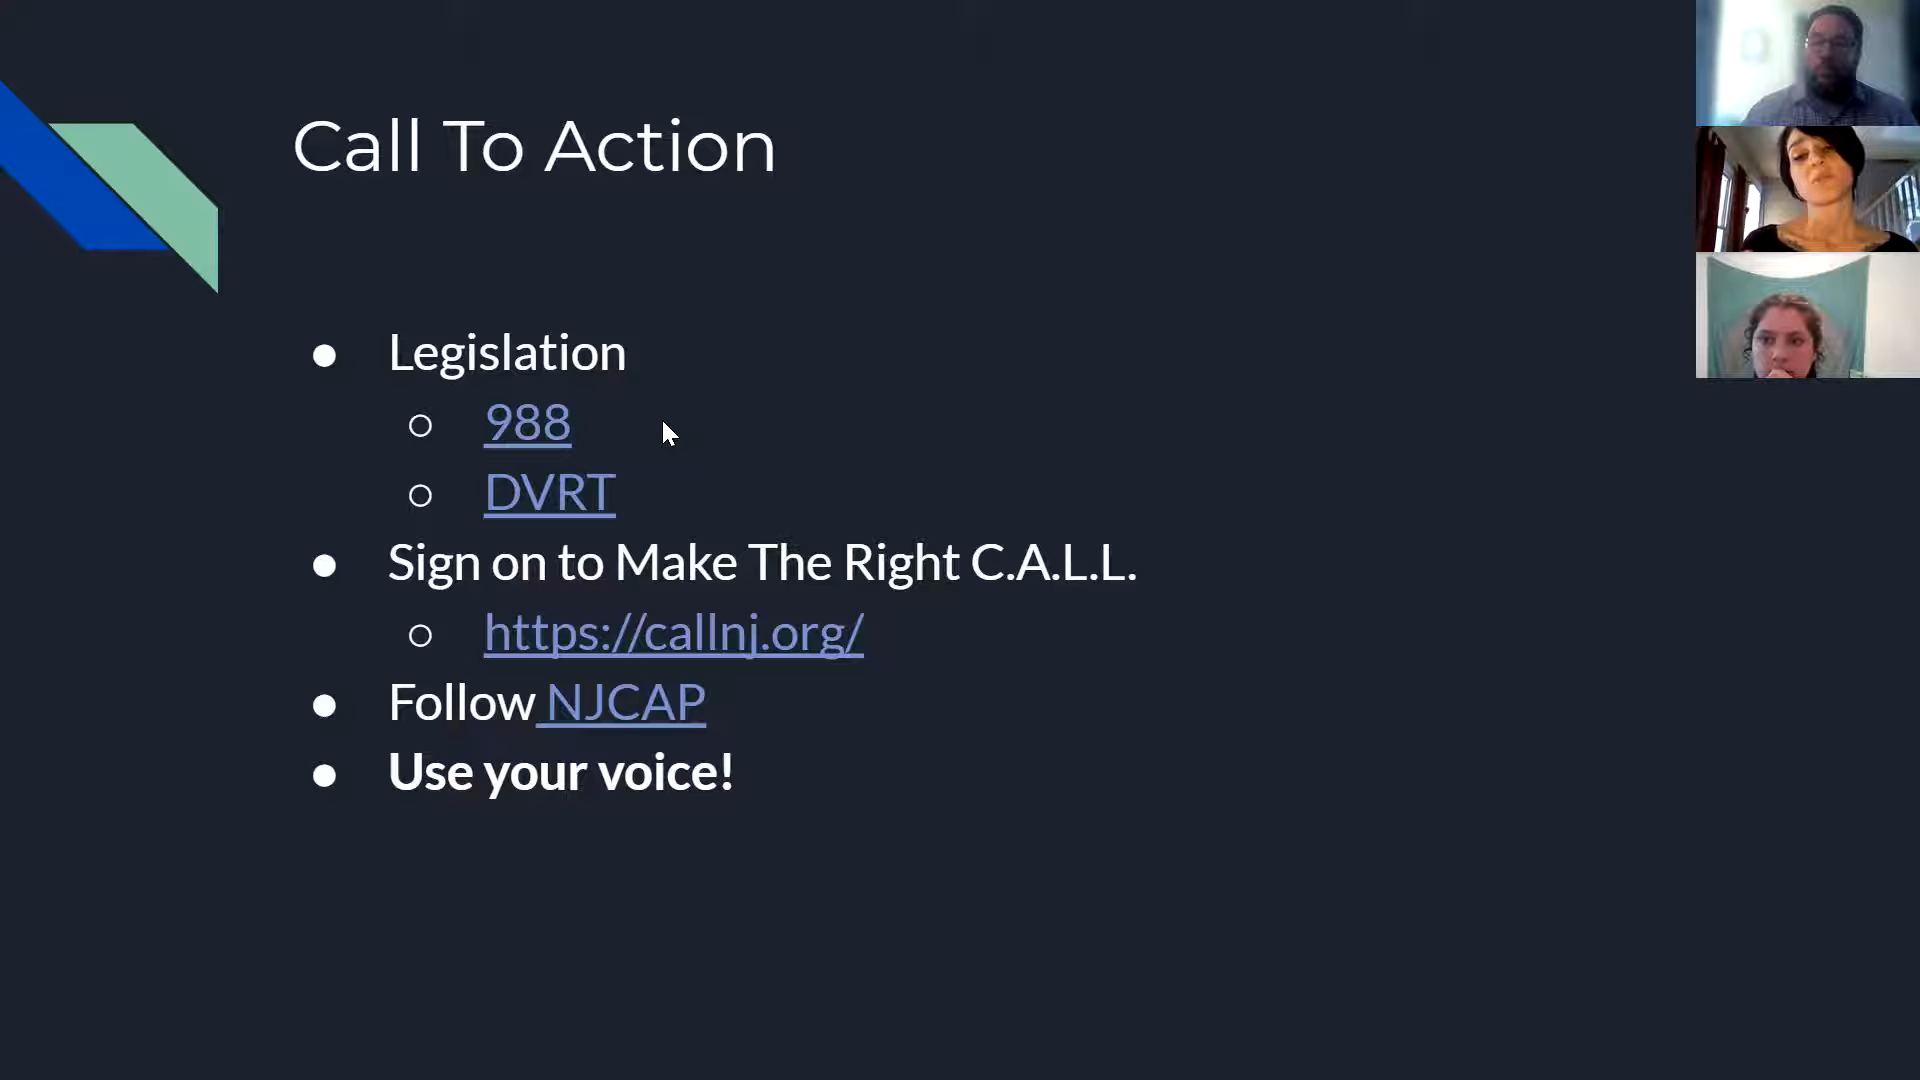 Call To Action
Legislation
988
DVRT
Sign on to Make The Right C.A.L.L.
https://callnj.org/
Follow NJCAP
Use your voice!